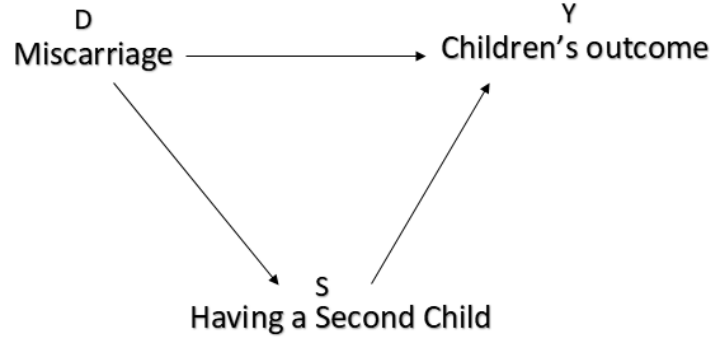 D
Miscarriage
Y
Children's outcome
S
Having a Second Child